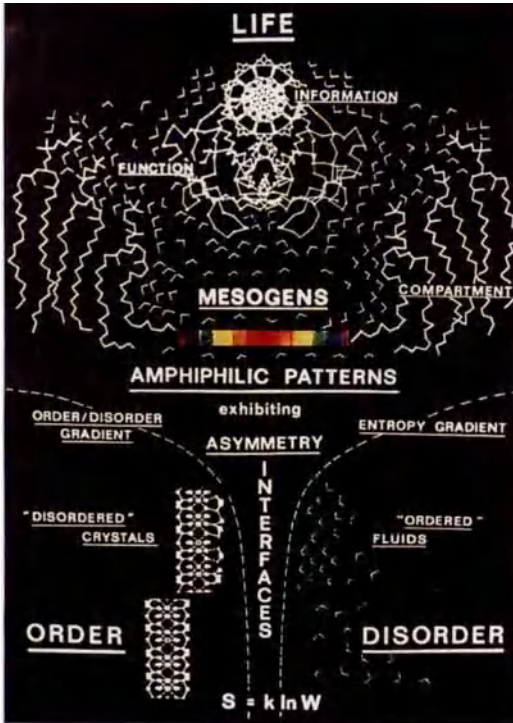 LIFE
INFORMATION
FUNCTION
COMPARTMENT
MESOGENS
AMPHIPHILIC PATTERNS
exhibiting
ORDER/DISORDER
GRADIENT
ENTROPY GRADIENT
ASYMMETRY
INTERFACES
"DISORDERED"
CRYSTALS
"ORDERED"
FLUIDS
ORDER
DISORDER
S = k ln W